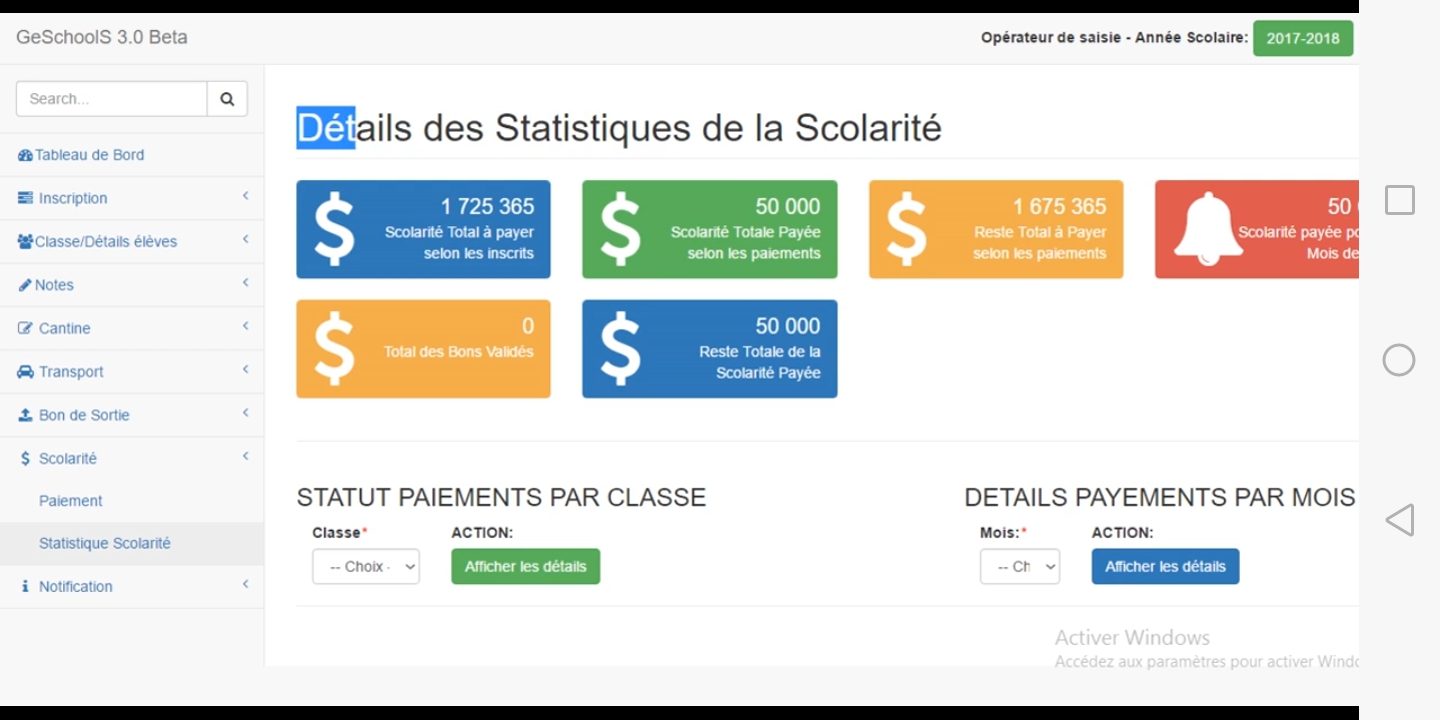 GeSchoolS 3.0 Beta
Opérateur de saisie - Année Scolaire: 2017-2018
Search...
Tableau de Bord
Inscription
Classe/Détails élèves
Notes
Cantine
Transport
Bon de Sortie
Scolarité
Paiement
Statistique Scolarité
Notification
Détails des Statistiques de la Scolarité
1 725 365
Scolarité Total à payer
selon les inscrits
50 000
Scolarité Totale Payée
selon les paiements
1 675 365
Reste Total à Payer
selon les paiements
50
Scolarité payée
Mois de
0
Total des Bons Validés
50 000
Reste Totale de la
Scolarité Payée
STATUT PAIEMENTS PAR CLASSE
Classe*
ACTION:
-- Choix -
Afficher les détails
DETAILS PAYEMENTS PAR MOIS
Mois:*
ACTION:
-- Ch
Afficher les détails
Activer Windows
Accédez aux paramètres pour activer